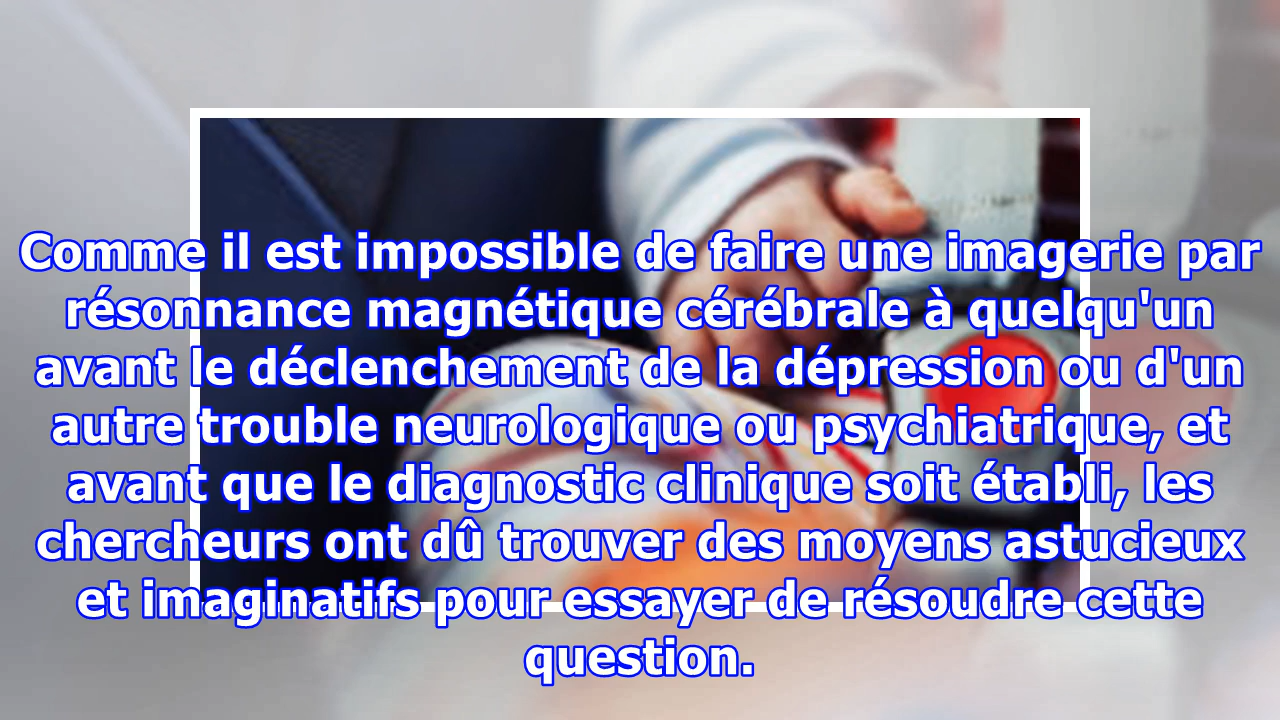 Comme il est impossible de faire une imagerie par
résonnance magnétique cérébrale à quelqu'un
avant le déclenchement de la dépression ou d'un
autre trouble neurologique ou psychiatrique, et
avant que le diagnostic clinique soit établi, les
chercheurs ont dû trouver des moyens astucieux
et imaginatifs pour essayer de résoudre cette
question.